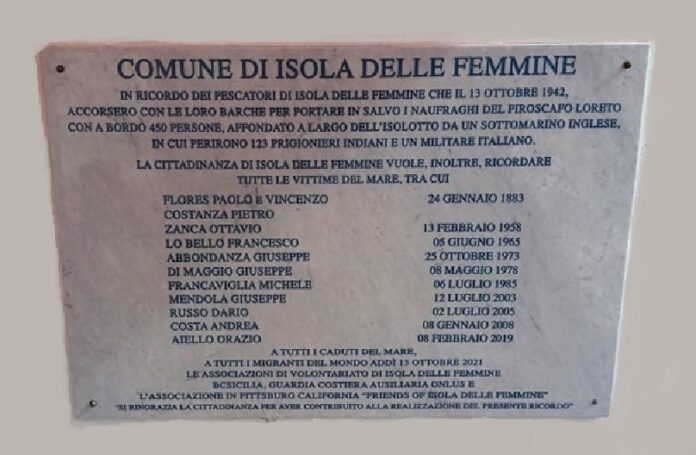 COMUNE DI ISOLA DELLE FEMMINE
IN RICORDO DEI PESCATORI DI ISOLA DELLE FEMMINE CHE IL 13 OTTOBRE 1942,
ACCORSERO CON LE LORO BARCHE PER PORTARE IN SALVO I NAUFRAGHI DEL PIROSCAFO LORETO
CON A BORDO 450 PERSONE, AFFONDATO A LARGO DELL'ISOLOTTO DA UN SOTTOMARINO INGLESE,
IN CUI PERIRONO 123 PRIGIONIERI INDIANI E UN MILITARE ITALIANO.
LA CITTADINANZA DI ISOLA DELLE FEMMINE VUOLE, INOLTRE, RICORDARE
TUTTE LE VITTIME DEL MARE, TRA CUI
FLORES PAOLO E VINCENZO 24 GENNAIO 1883
COSTANZA PIETRO
ZANCA OTTAVIO 13 FEBBRAIO 1958
LO BELLO FRANCESCO 05 GIUGNO 1965
ABBONDANZA GIUSEPPE 25 OTTOBRE 1973
DI MAGGIO GIUSEPPE 08 MAGGIO 1978
FRANCAVIGLIA MICHELE 06 LUGLIO 1985
MENDOLA GIUSEPPE 12 LUGLIO 2003
RUSSO DARIO 02 LUGLIO 2005
COSTA ANDREA 08 GENNAIO 2008
AIELLO ORAZIO 08 FEBBRAIO 2019
A TUTTI I CADUTI DEL MARE,
A TUTTI I MIGRANTI DEL MONDO ADDÌ 13 OTTOBRE 2021
LE ASSOCIAZIONI DI VOLONTARIATO DI ISOLA DELLE FEMMINE
BCSICILIA, GUARDIA COSTIERA AUSILIARIA ONLUS E
L'ASSOCIAZIONE IN PITTSBURG CALIFORNIA "FRIENDS OF ISOLA DELLE FEMMINE"
"SI RINGRAZIA LA CITTADINANZA PER AVER CONTRIBUITO ALLA REALIZZAZIONE DEL PRESENTE RICORDO"